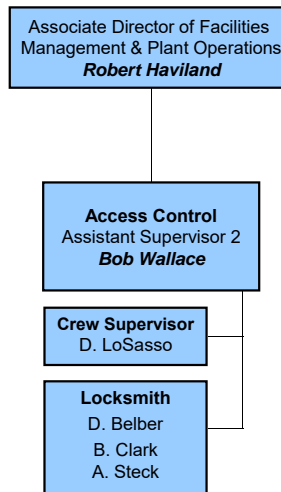 Associate Director of Facilities
Management & Plant Operations
Robert Haviland
Access Control
Assistant Supervisor 2
Bob Wallace
Crew Supervisor
D. LoSasso
Locksmith
D. Belber
B. Clark
A. Steck